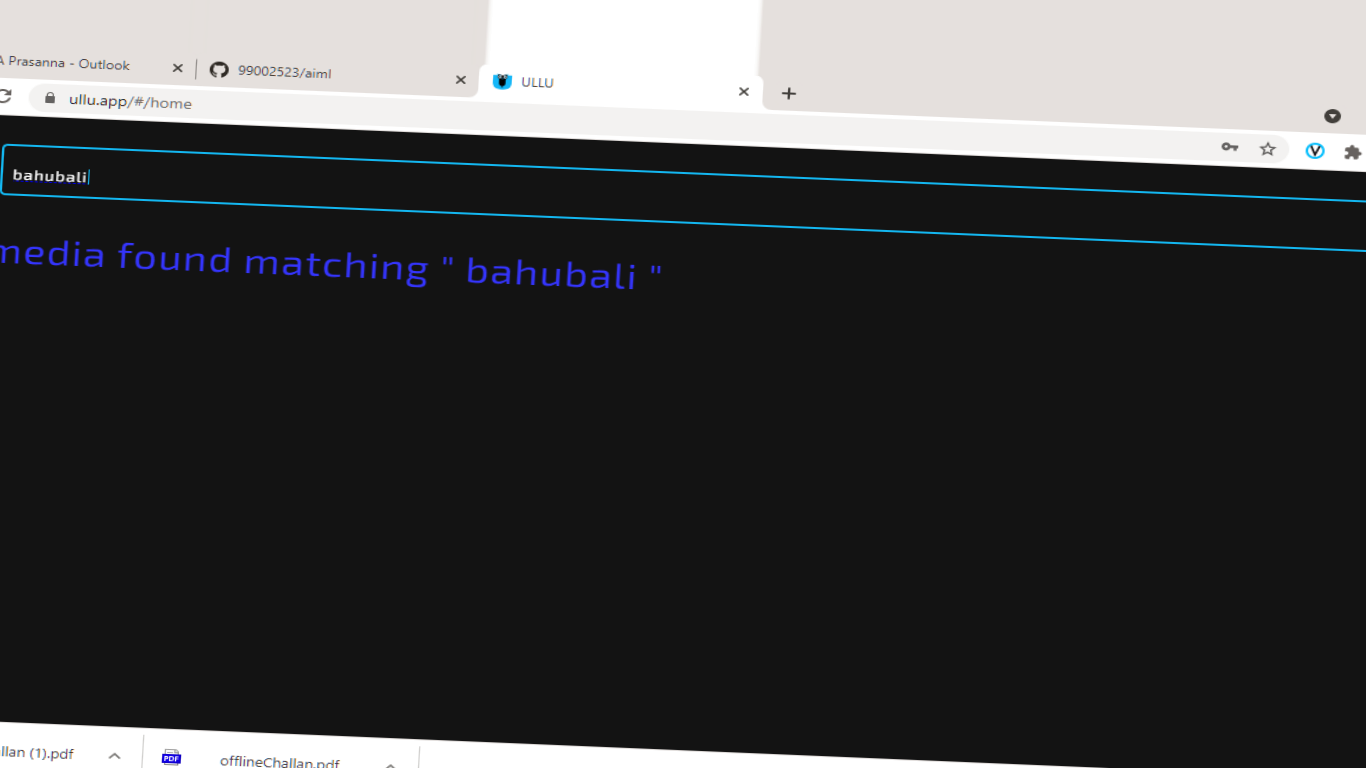 A Prasanna - Outlook
99002523/aiml
ULLU
ullu.app/#/home
bahubali
media found matching " bahubali "
llan (1).pdf
PDF
offlineChallan.pdf